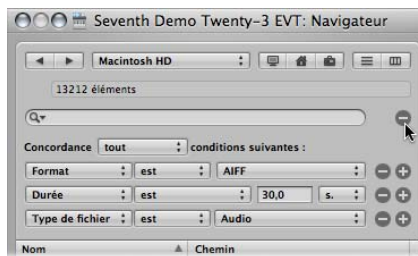 Seventh Demo Twenty-3 EVT: Navigateur
Macintosh HD
13212 éléments
Concordance tout conditions suivantes :
Format est AIFF
Durée est 30,0 s.
Type de fichier est Audio
Nom Chemin